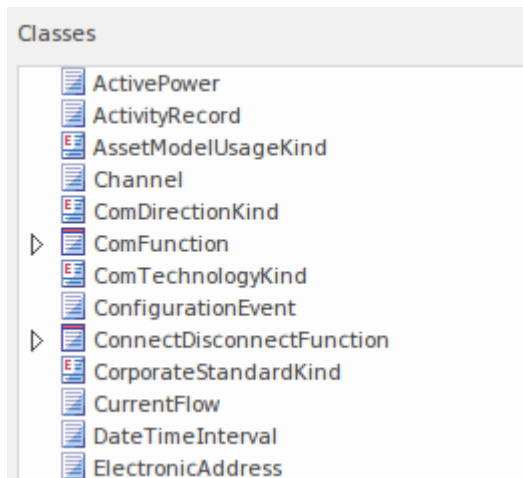 Classes
ActivePower
ActivityRecord
AssetModelUsageKind
Channel
ComDirectionKind
ComFunction
ComTechnologyKind
ConfigurationEvent
ConnectDisconnectFunction
CorporateStandardKind
CurrentFlow
DateTimeInterval
ElectronicAddress